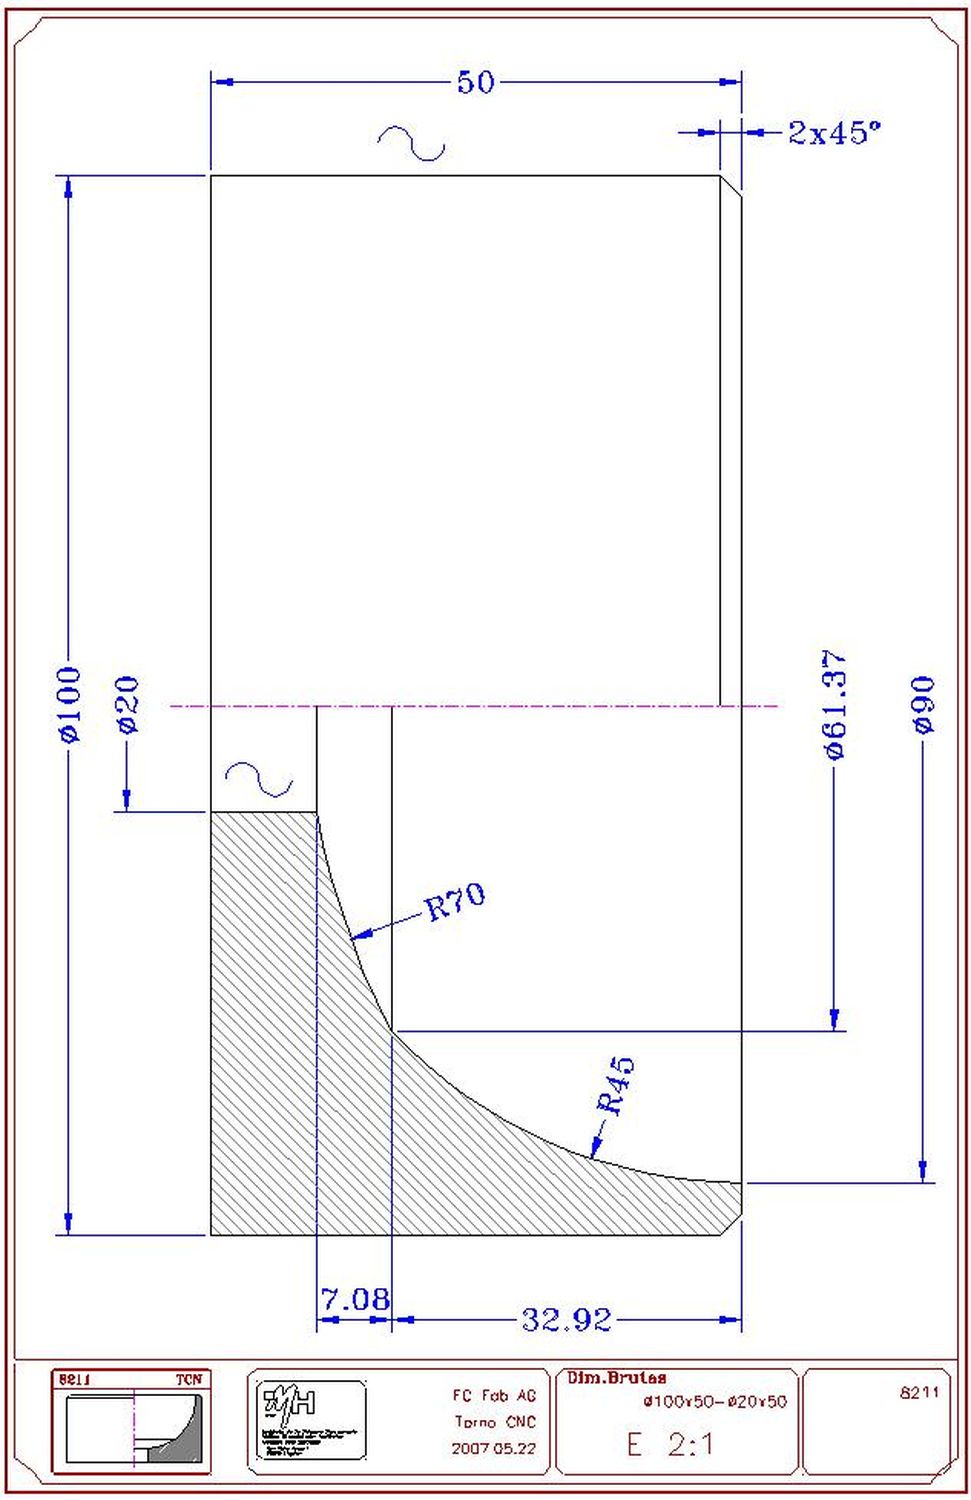 50
2x45°
ø100
ø20
ø61.37
ø90
R70
R45
7.08
32.92
8211 TCN
FC Fab AG
Torno CNC
2007.05.22
Dim.Brutas
ø100x50-ø20x50
E 2:1
8211